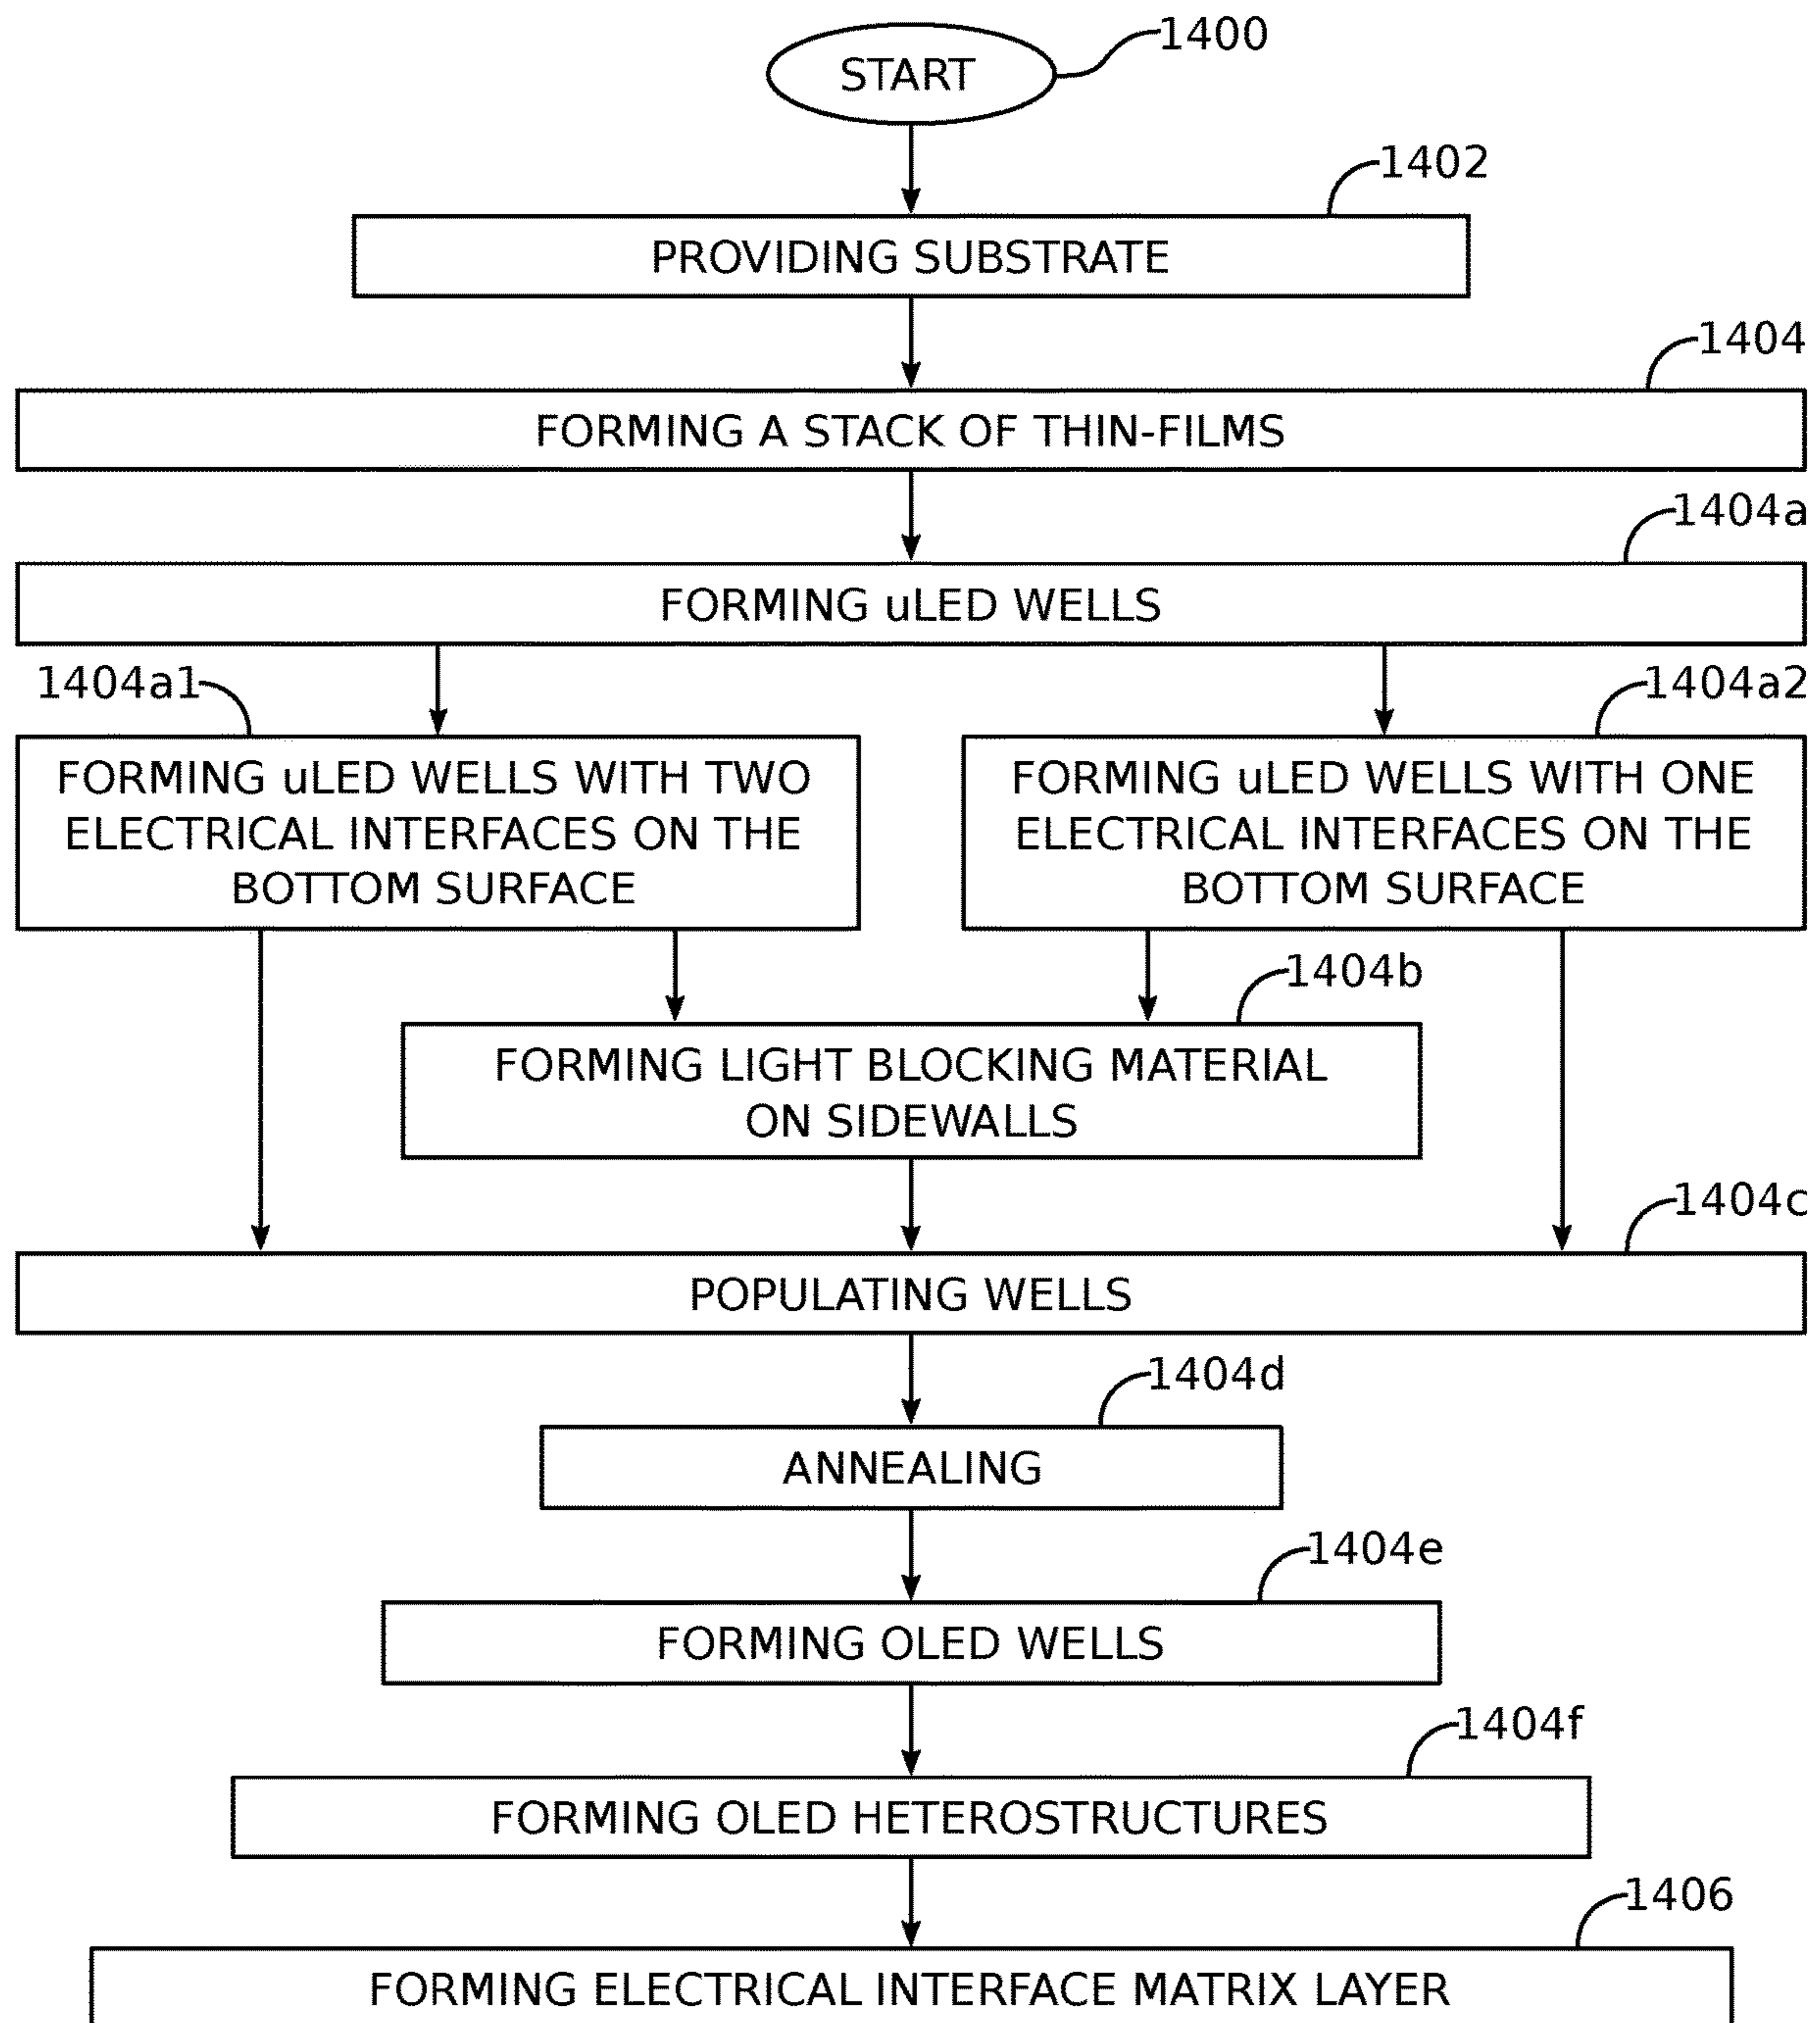 START
1400
1402
PROVIDING SUBSTRATE
1404
FORMING A STACK OF THIN-FILMS
1404a
FORMING uLED WELLS
1404a1
1404a2
FORMING uLED WELLS WITH TWO
ELECTRICAL INTERFACES ON THE
BOTTOM SURFACE
FORMING uLED WELLS WITH ONE
ELECTRICAL INTERFACES ON THE
BOTTOM SURFACE
1404b
FORMING LIGHT BLOCKING MATERIAL
ON SIDEWALLS
1404c
POPULATING WELLS
1404d
ANNEALING
1404e
FORMING OLED WELLS
1404f
FORMING OLED HETEROSTRUCTURES
1406
FORMING ELECTRICAL INTERFACE MATRIX LAYER